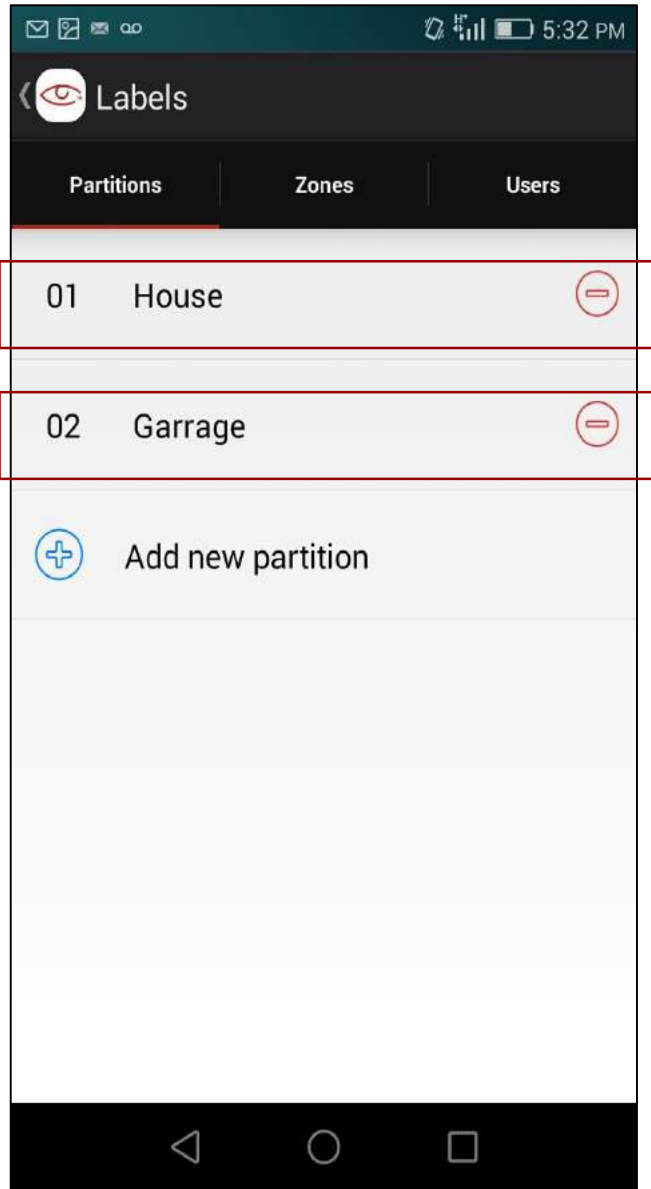 5:32 PM
Labels
Partitions Zones Users
01 House
02 Garrage
Add new partition